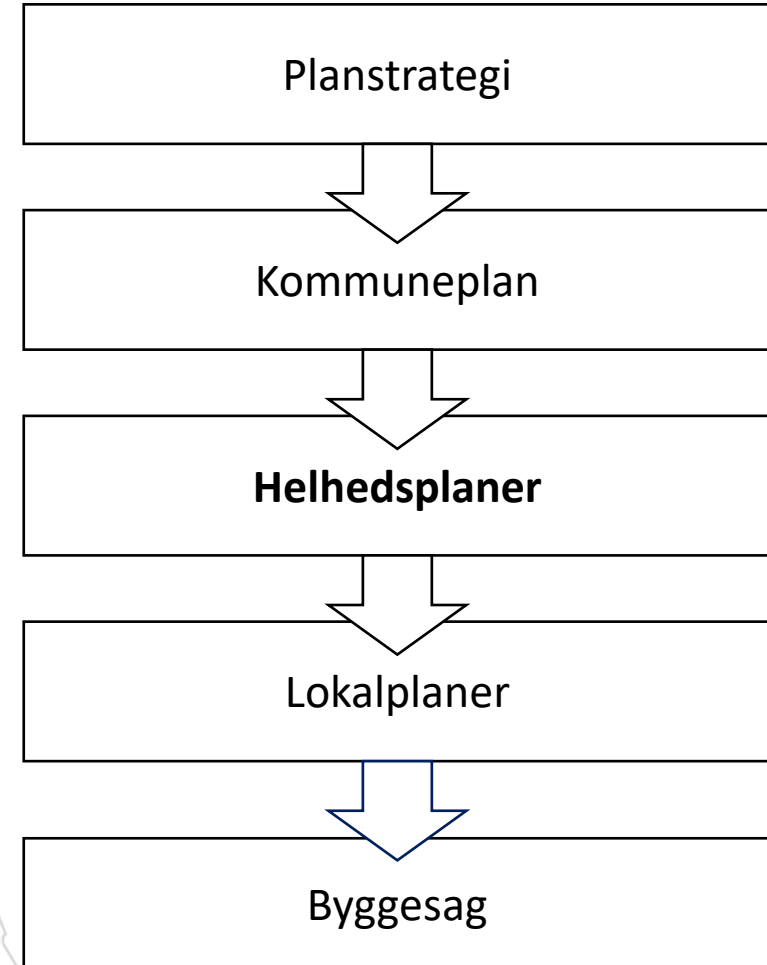 Planstrategi
Kommuneplan
Helhedsplaner
Lokalplaner
Byggesag